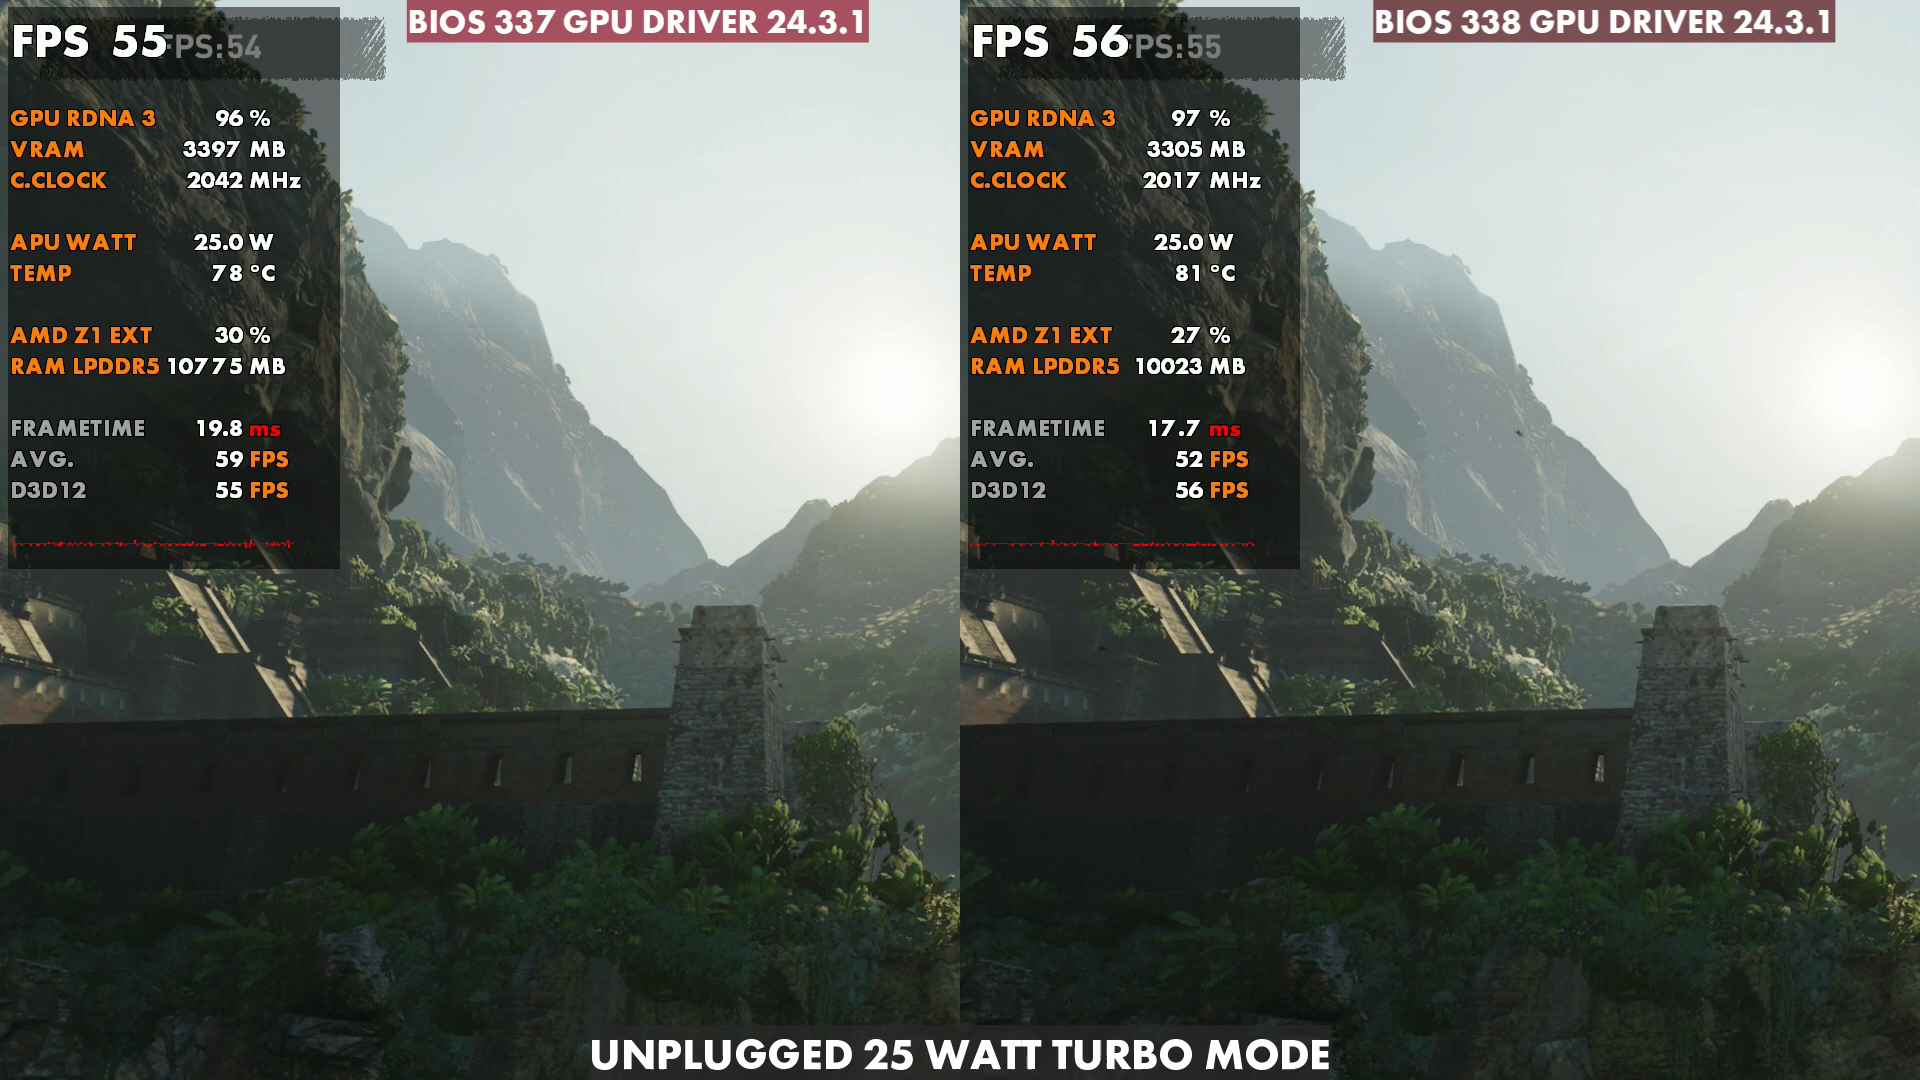 BIOS 337 GPU DRIVER 24.3.1
FPS 55
FPS:54
GPU RDNA 3 96 %
VRAM 3397 MB
C.CLOCK 2042 MHz
APU WATT 25.0 W
TEMP 78 °C
AMD Z1 EXT 30 %
RAM LPDDR5 10775 MB
FRAMETIME 19.8 ms
AVG. 59 FPS
D3D12 55 FPS
BIOS 338 GPU DRIVER 24.3.1
FPS 56
FPS:55
GPU RDNA 3 97 %
VRAM 3305 MB
C.CLOCK 2017 MHz
APU WATT 25.0 W
TEMP 81 °C
AMD Z1 EXT 27 %
RAM LPDDR5 10023 MB
FRAMETIME 17.7 ms
AVG. 52 FPS
D3D12 56 FPS
UNPLUGGED 25 WATT TURBO MODE